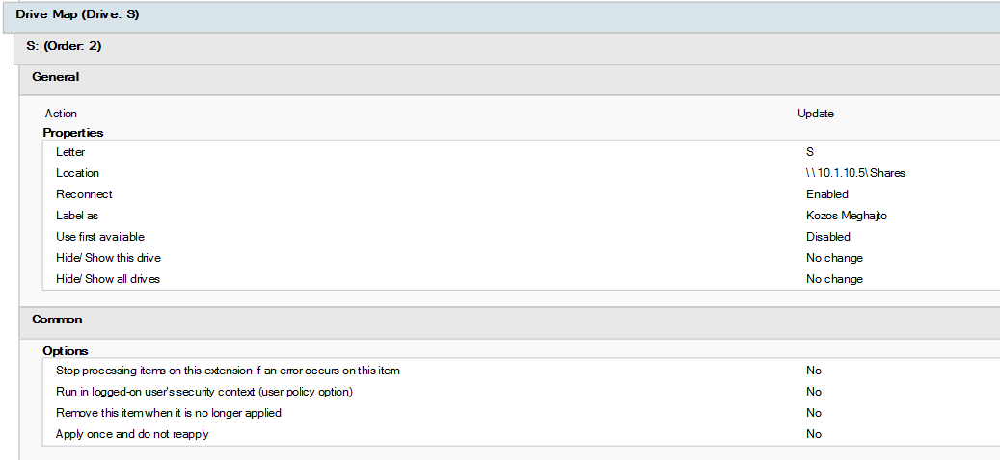 Drive Map (Drive: S)
S: (Order: 2)
General
Action Update
Properties
Letter S
Location \\10.1.10.5\Shares
Reconnect Enabled
Label as Kozos Meghajto
Use first available Disabled
Hide/Show this drive No change
Hide/Show all drives No change
Common
Options
Stop processing items on this extension if an error occurs on this item No
Run in logged-on user's security context (user policy option) No
Remove this item when it is no longer applied No
Apply once and do not reapply No